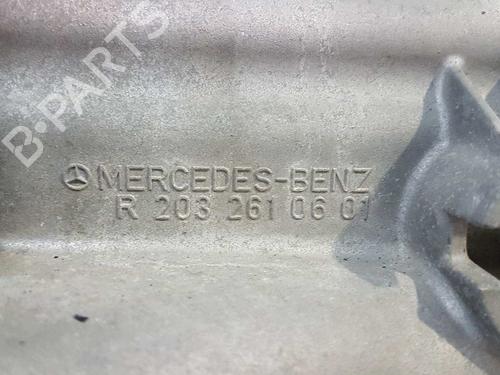 B-PARTS
MERCEDES-BENZ
R 203 261 06 01